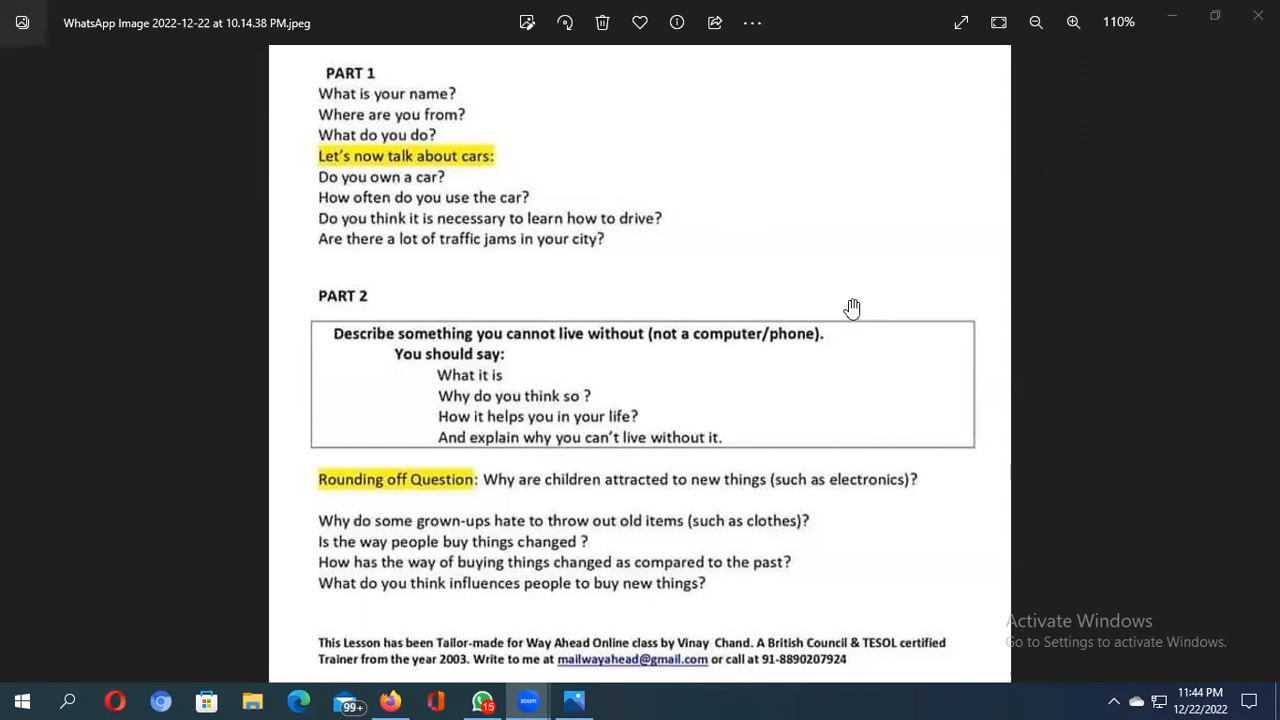 WhatsApp Image 2022-12-22 at 10.14.38 PM.jpeg
110%
PART 1
What is your name?
Where are you from?
What do you do?
Let's now talk about cars:
Do you own a car?
How often do you use the car?
Do you think it is necessary to learn how to drive?
Are there a lot of traffic jams in your city?
PART 2
Describe something you cannot live without (not a computer/phone).
You should say:
What it is
Why do you think so ?
How it helps you in your life?
And explain why you can't live without it.
Rounding off Question: Why are children attracted to new things (such as electronics)?
Why do some grown-ups hate to throw out old items (such as clothes)?
Is the way people buy things changed ?
How has the way of buying things changed as compared to the past?
What do you think influences people to buy new things?
This Lesson has been Tailor-made for Way Ahead Online class by Vinay Chand. A British Council & TESOL certified
Trainer from the year 2003. Write to me at mailwayahead@gmail.com or call at 91-8890207924
Activate Windows
Go to Settings to activate Windows.
99+
15
zoom
11:44 PM
12/22/2022